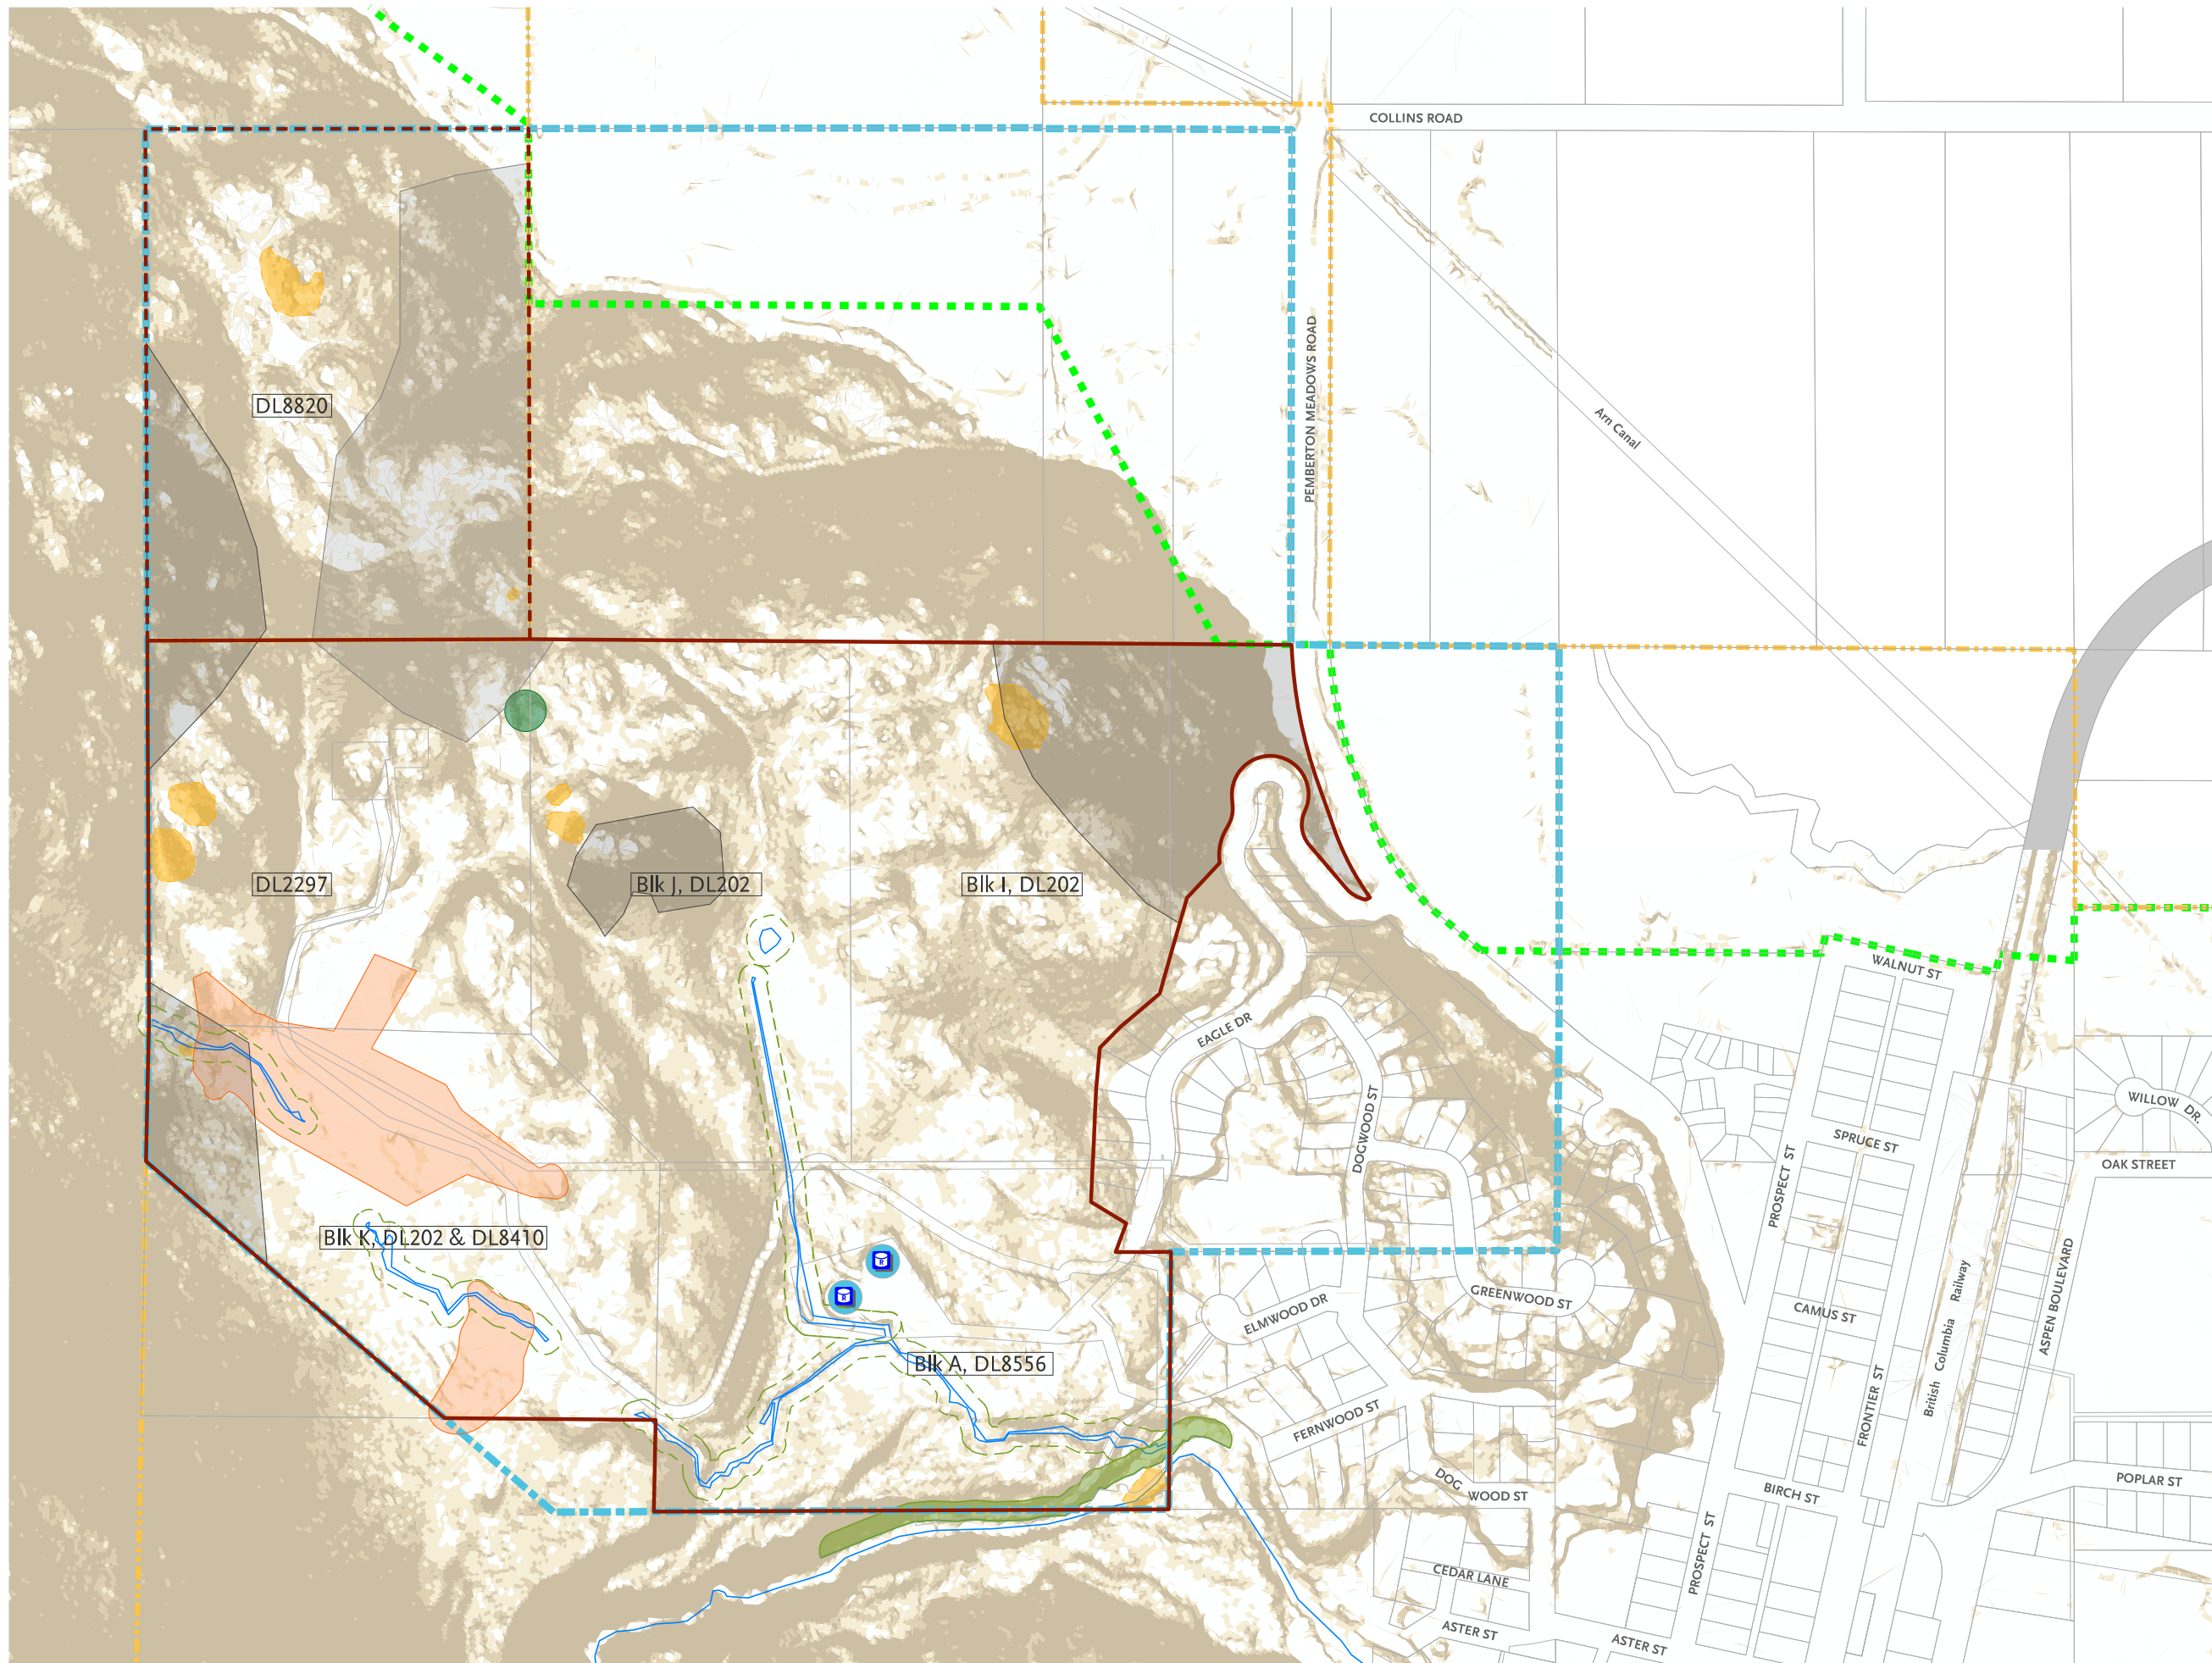 COLLINS ROAD
PEMBERTON MEADOWS ROAD
DL8820
Arn Canal
DL2297
Blk J, DL202
Blk I, DL202
WALNUT ST
EAGLE DR
DOGWOOD ST
WILLOW DR.
SPRUCE ST
OAK STREET
PROSPECT ST
Blk K, DL202 & DL8410
R
R
ELMWOOD DR
GREENWOOD ST
CAMUS ST
British Columbia Railway
ASPEN BOULEVARD
Blk A, DL8556
FERNWOOD ST
FRONTIER ST
DOG WOOD ST
BIRCH ST
POPLAR ST
PROSPECT ST
CEDAR LANE
ASTER ST
ASTER ST